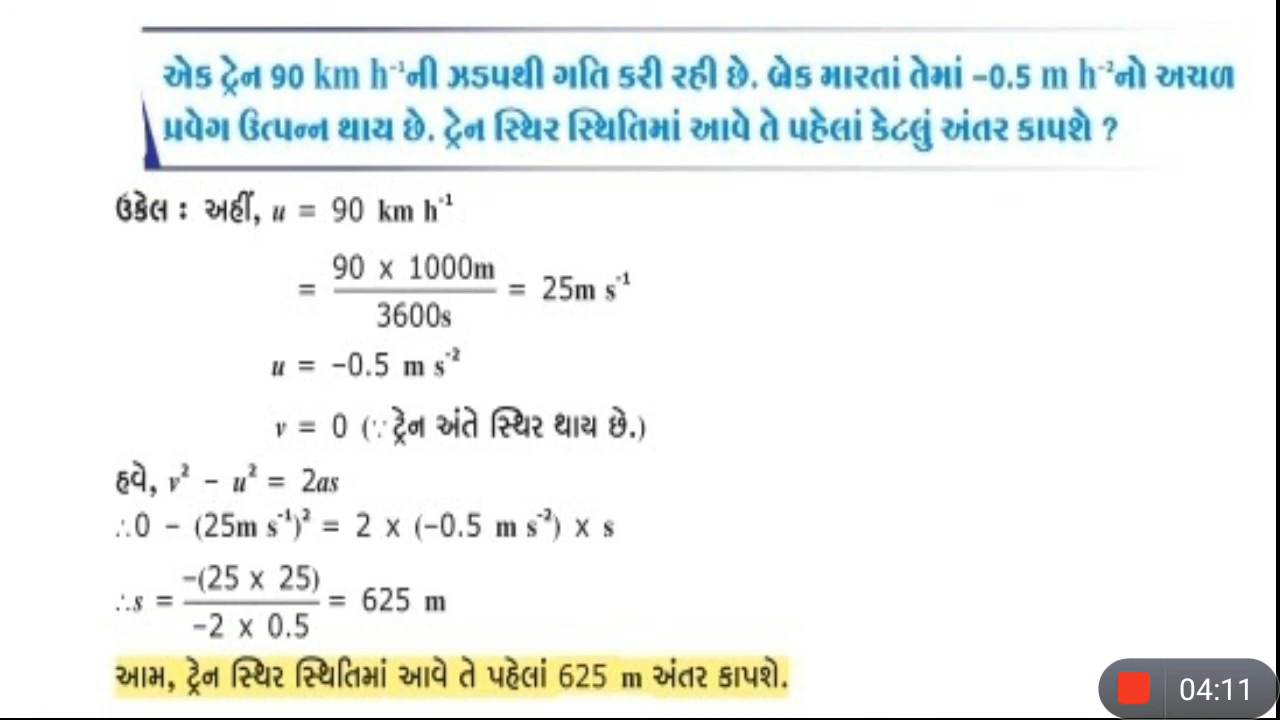 એક ટ્રેન 90 km h⁻¹ની ઝડપથી ગતિ કરી રહી છે. બ્રેક મારતાં તેમાં −0.5 m h⁻²નો અચળ
પ્રવેગ ઉત્પન્ન થાય છે. ટ્રેન સ્થિર સ્થિતિમાં આવે તે પહેલાં કેટલું અંતર કાપશે ?
ઉકેલ : અહીં, u = 90 km h⁻¹
= 90 x 1000m / 3600s = 25m s⁻¹
u = −0.5 m s⁻²
v = 0 (∵ ટ્રેન અંતે સ્થિર થાય છે.)
હવે, v² − u² = 2as
∴0 − (25m s⁻¹)² = 2 x (−0.5 m s⁻²) x s
∴s = −(25 x 25) / −2 x 0.5 = 625 m
આમ, ટ્રેન સ્થિર સ્થિતિમાં આવે તે પહેલાં 625 m અંતર કાપશે.
04:11